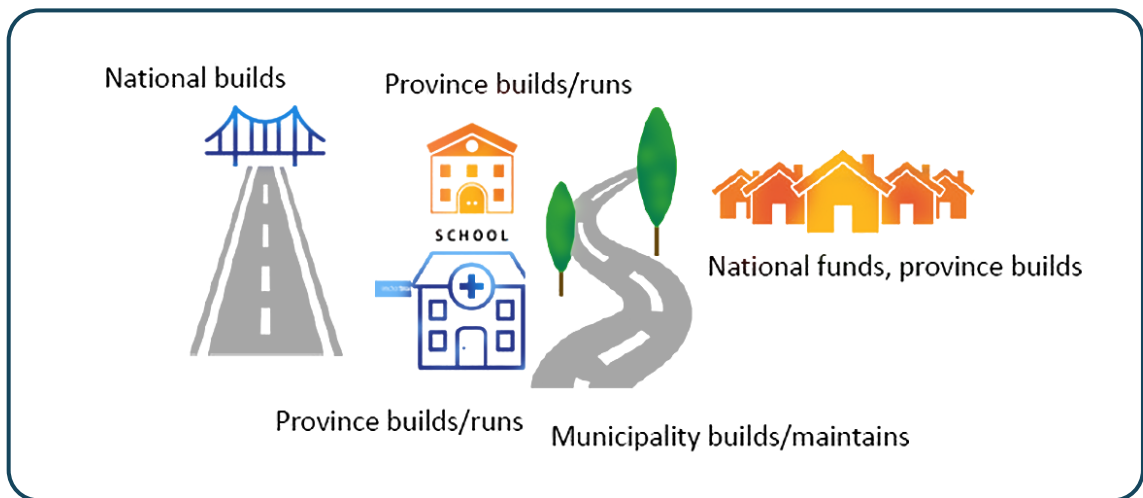 National builds
Province builds/runs
SCHOOL
National funds, province builds
Province builds/runs
Municipality builds/maintains